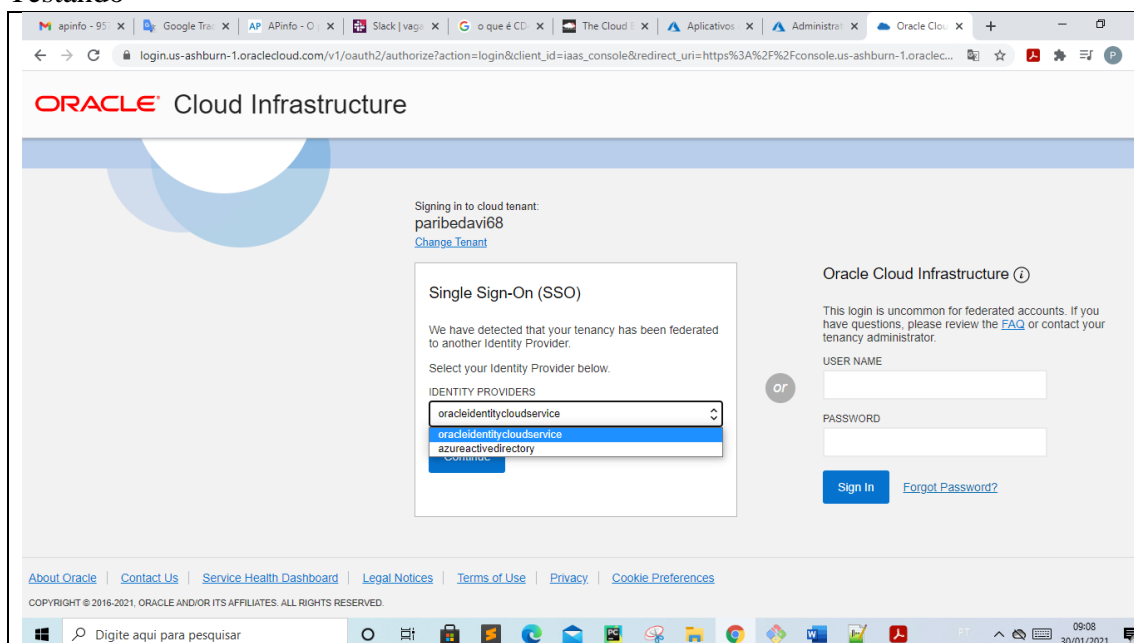 Testando
apinfo - 95
Google Tra
AP APinfo - O
Slack | vaga
G o que é CD
The Cloud
Aplicativos
Administra
Oracle Clou
login.us-ashburn-1.oraclecloud.com/v1/oauth2/authorize?action=login&client_id=iaas_console&redirect_uri=https%3A%2F%2Fconsole.us-ashburn-1.oraclec...
P
ORACLE Cloud Infrastructure
Signing in to cloud tenant:
paribedavi68
Change Tenant
Single Sign-On (SSO)
We have detected that your tenancy has been federated
to another Identity Provider.
Select your Identity Provider below.
IDENTITY PROVIDERS
oracleidentitycloudservice
oracleidentitycloudservice
azureactivedirectory
Continue
or
Oracle Cloud Infrastructure
This login is uncommon for federated accounts. If you
have questions, please review the FAQ or contact your
tenancy administrator.
USER NAME
PASSWORD
Sign In Forgot Password?
About Oracle | Contact Us | Service Health Dashboard | Legal Notices | Terms of Use | Privacy | Cookie Preferences
COPYRIGHT © 2016-2021, ORACLE AND/OR ITS AFFILIATES. ALL RIGHTS RESERVED.
Digite aqui para pesquisar
PT
09:08
30/01/2021